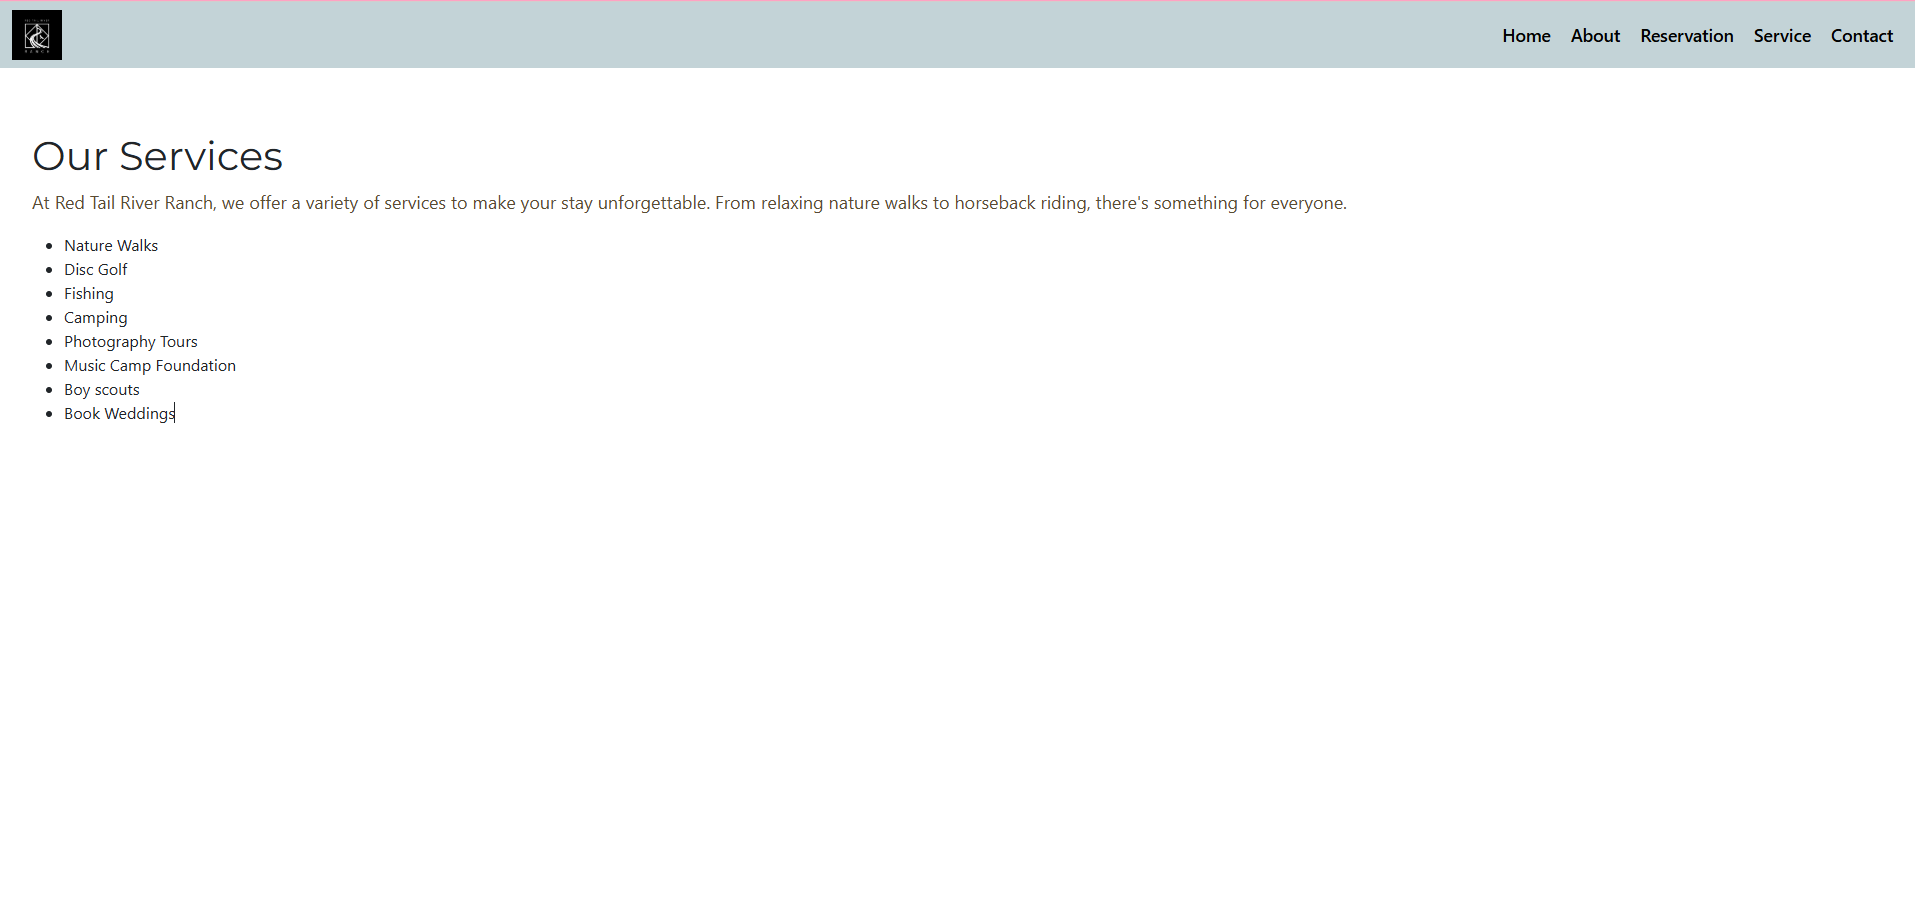 RANCH
Home About Reservation Service Contact
Our Services
At Red Tail River Ranch, we offer a variety of services to make your stay unforgettable. From relaxing nature walks to horseback riding, there's something for everyone.
Nature Walks
Disc Golf
Fishing
Camping
Photography Tours
Music Camp Foundation
Boy scouts
Book Weddings